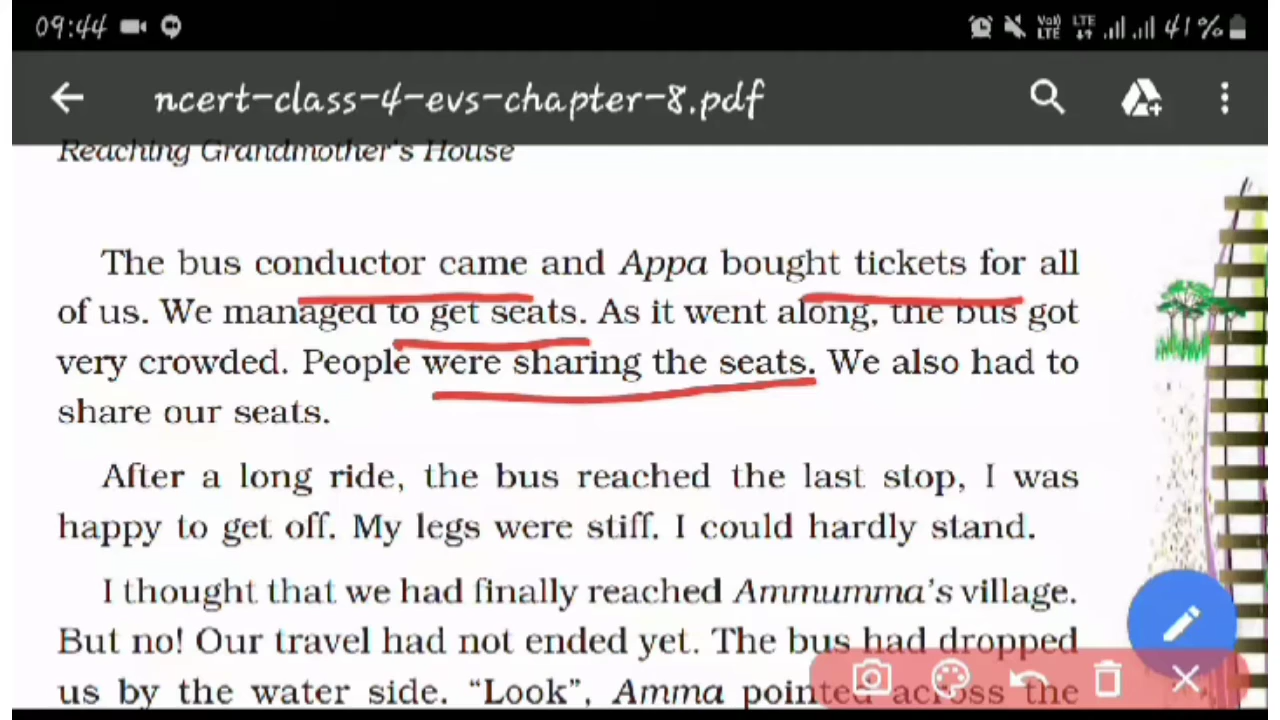 09:44 Vo) LTE LTE 41%
ncert-class-4-evs-chapter-8.pdf
Reaching Grandmother's House
The bus conductor came and Appa bought tickets for all
of us. We managed to get seats. As it went along, the bus got
very crowded. People were sharing the seats. We also had to
share our seats.
After a long ride, the bus reached the last stop, I was
happy to get off. My legs were stiff. I could hardly stand.
I thought that we had finally reached Ammumma's village.
But no! Our travel had not ended yet. The bus had dropped
us by the water side. “Look”, Amma pointed across the